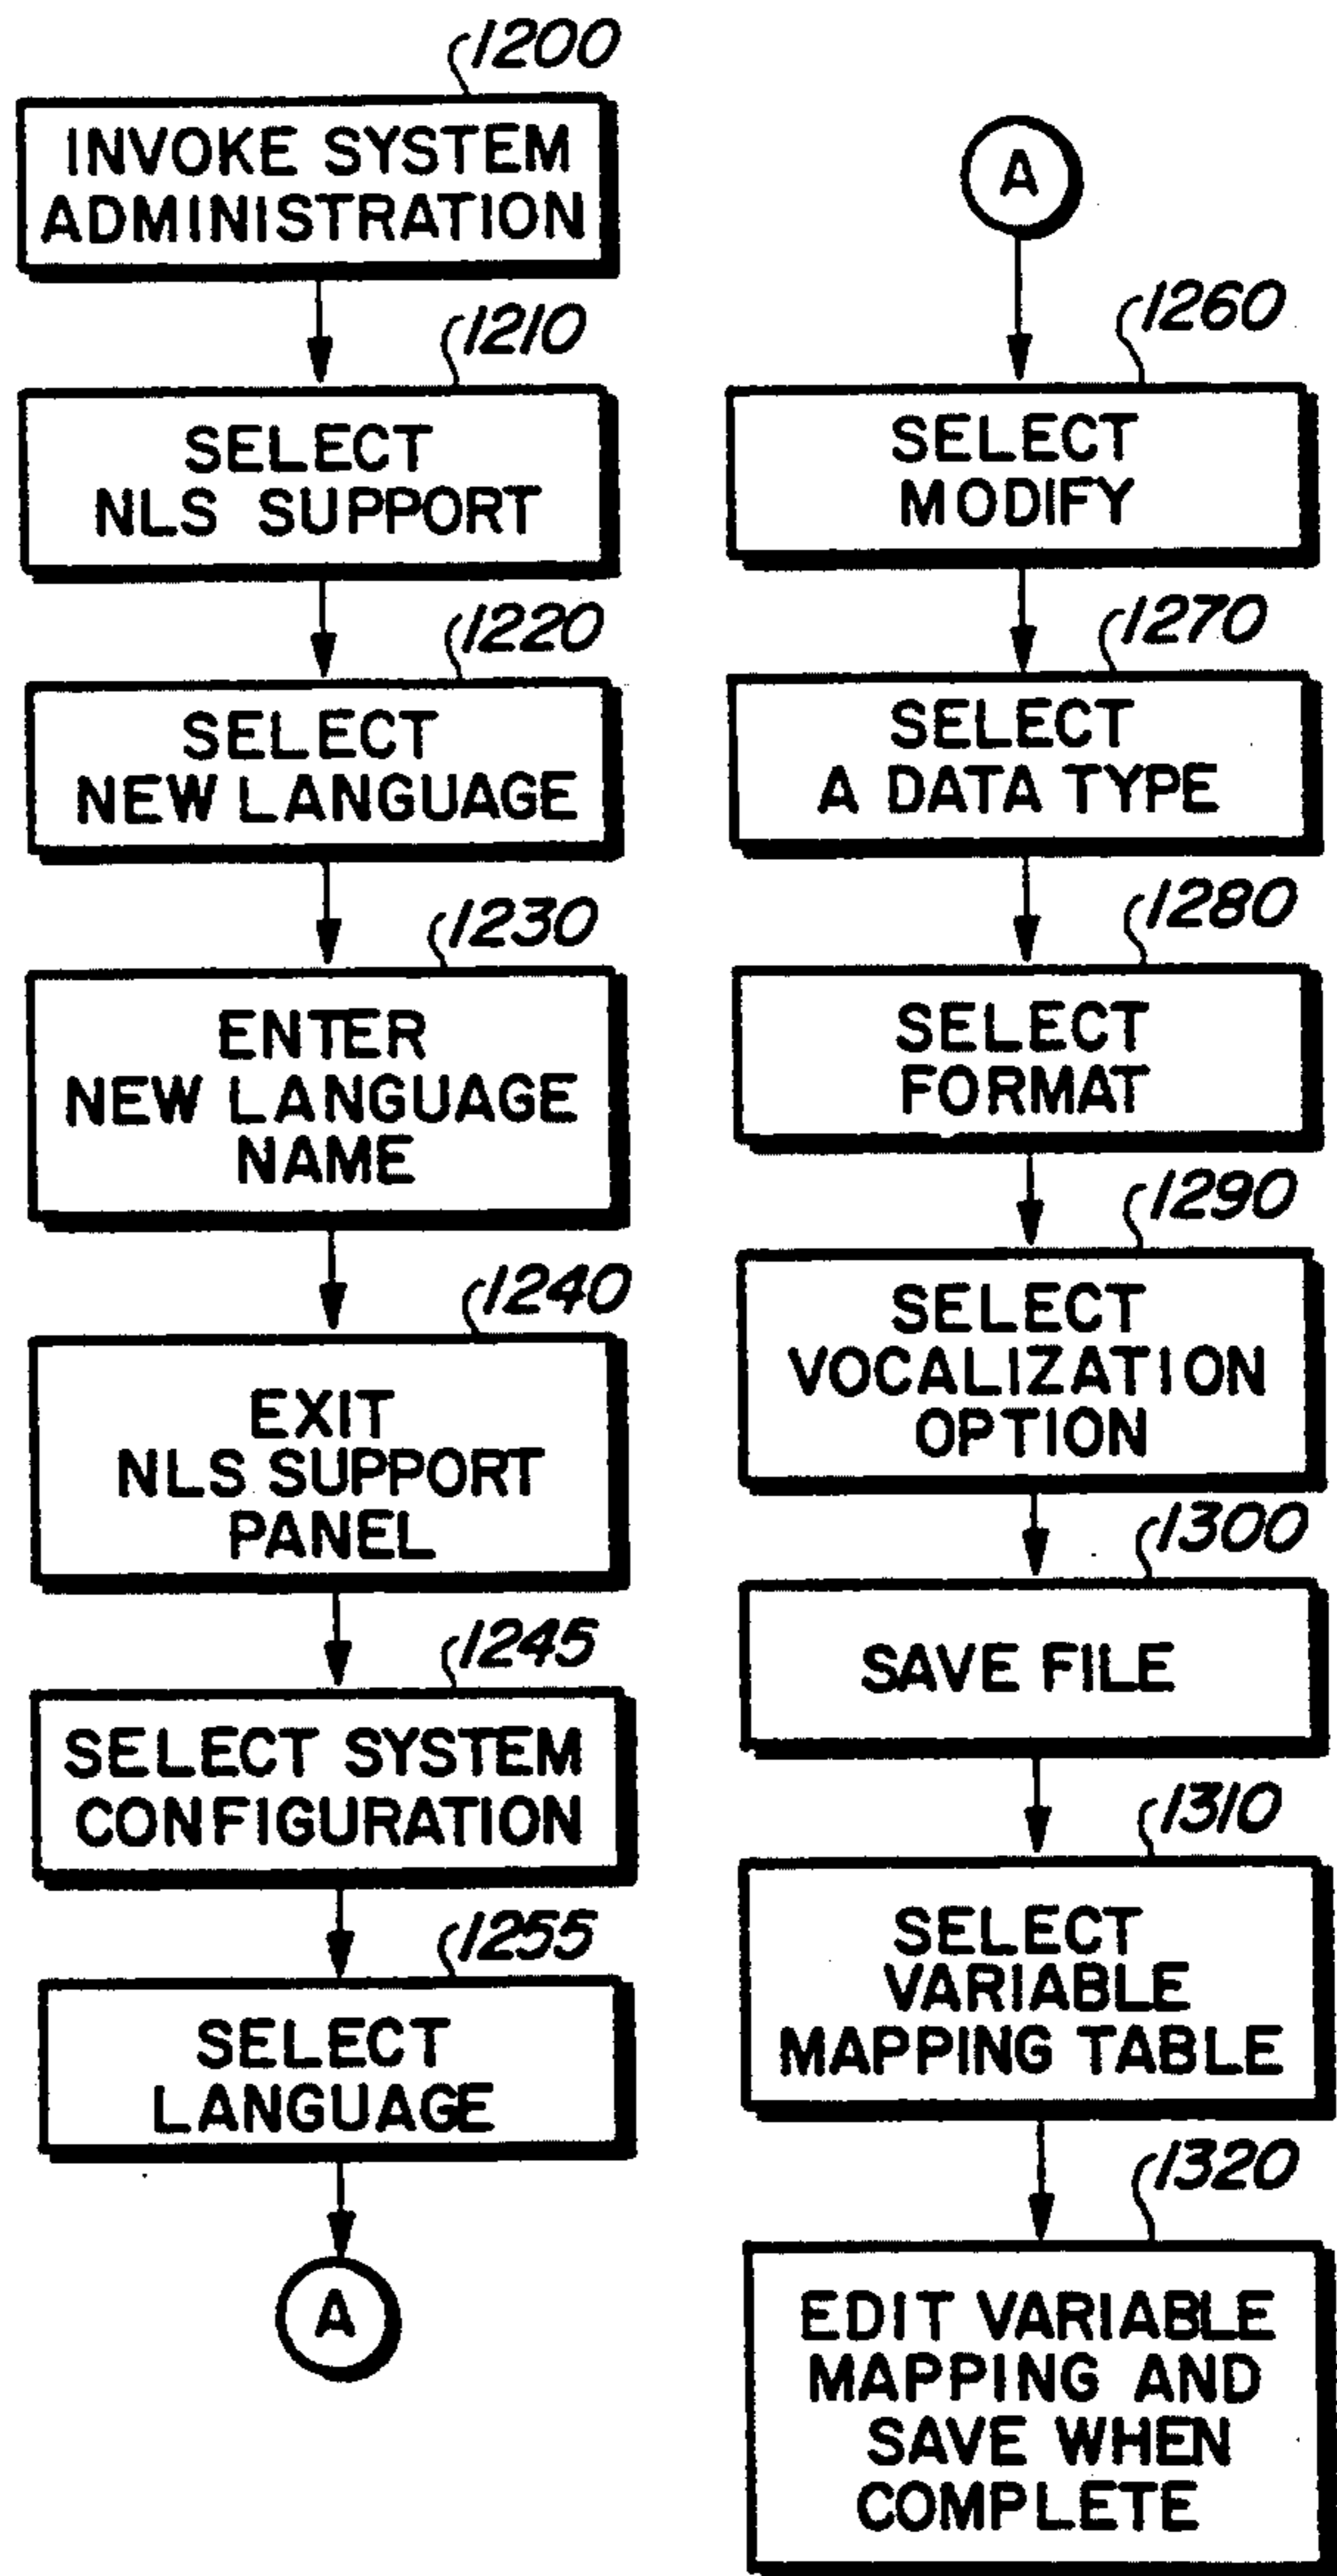 1200
INVOKE SYSTEM
ADMINISTRATION
1210
SELECT
NLS SUPPORT
1220
SELECT
NEW LANGUAGE
1230
ENTER
NEW LANGUAGE
NAME
1240
EXIT
NLS SUPPORT
PANEL
1245
SELECT SYSTEM
CONFIGURATION
1255
SELECT
LANGUAGE
A
A
1260
SELECT
MODIFY
1270
SELECT
A DATA TYPE
1280
SELECT
FORMAT
1290
SELECT
VOCALIZATION
OPTION
1300
SAVE FILE
1310
SELECT
VARIABLE
MAPPING TABLE
1320
EDIT VARIABLE
MAPPING AND
SAVE WHEN
COMPLETE